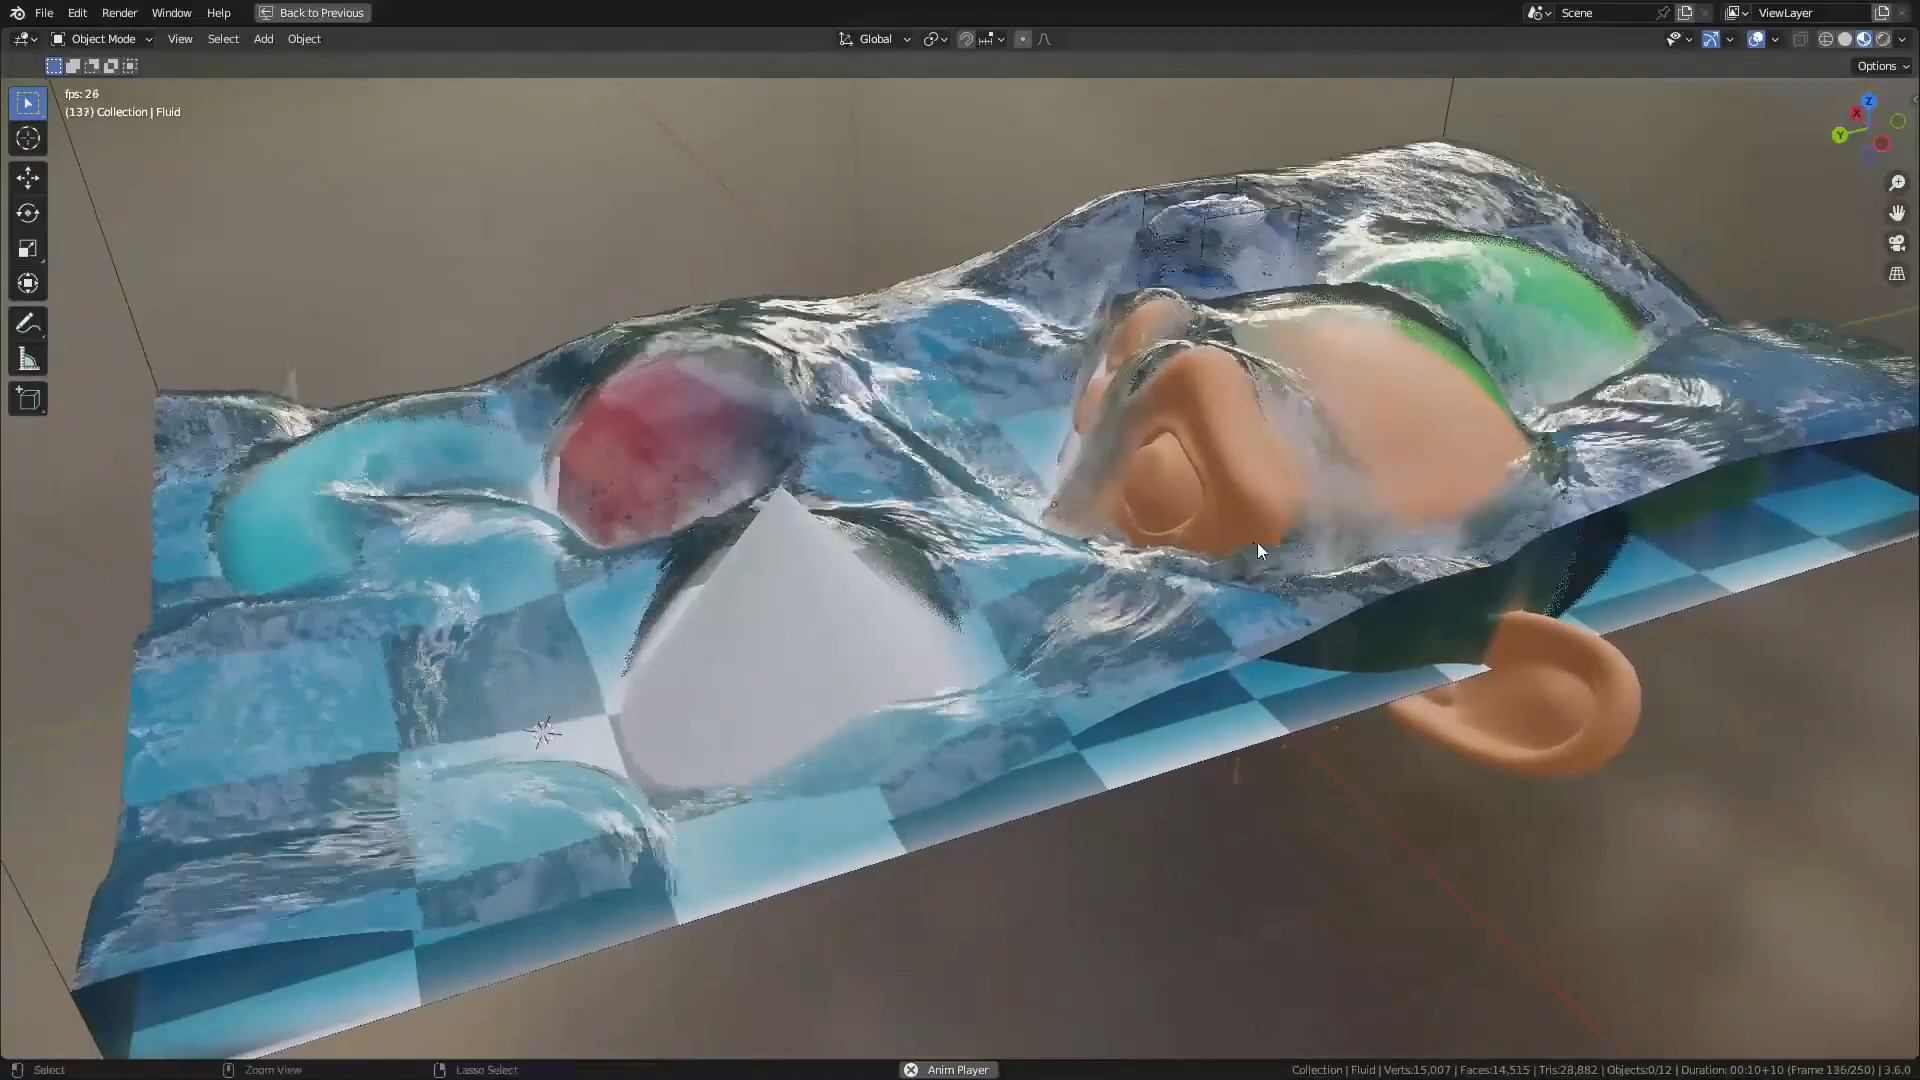 File Edit Render Window Help Back to Previous Scene ViewLayer
Object Mode View Select Add Object Global
Options
fps: 26
(137) Collection | Fluid
Z
X
Y
Select Zoom View Lasso Select Anim Player Collection | Fluid | Verts:15,007 | Faces:14,515 | Tris:28,882 | Objects:0/12 | Duration: 00:10+10 (Frame 136/250) | 3.6.0